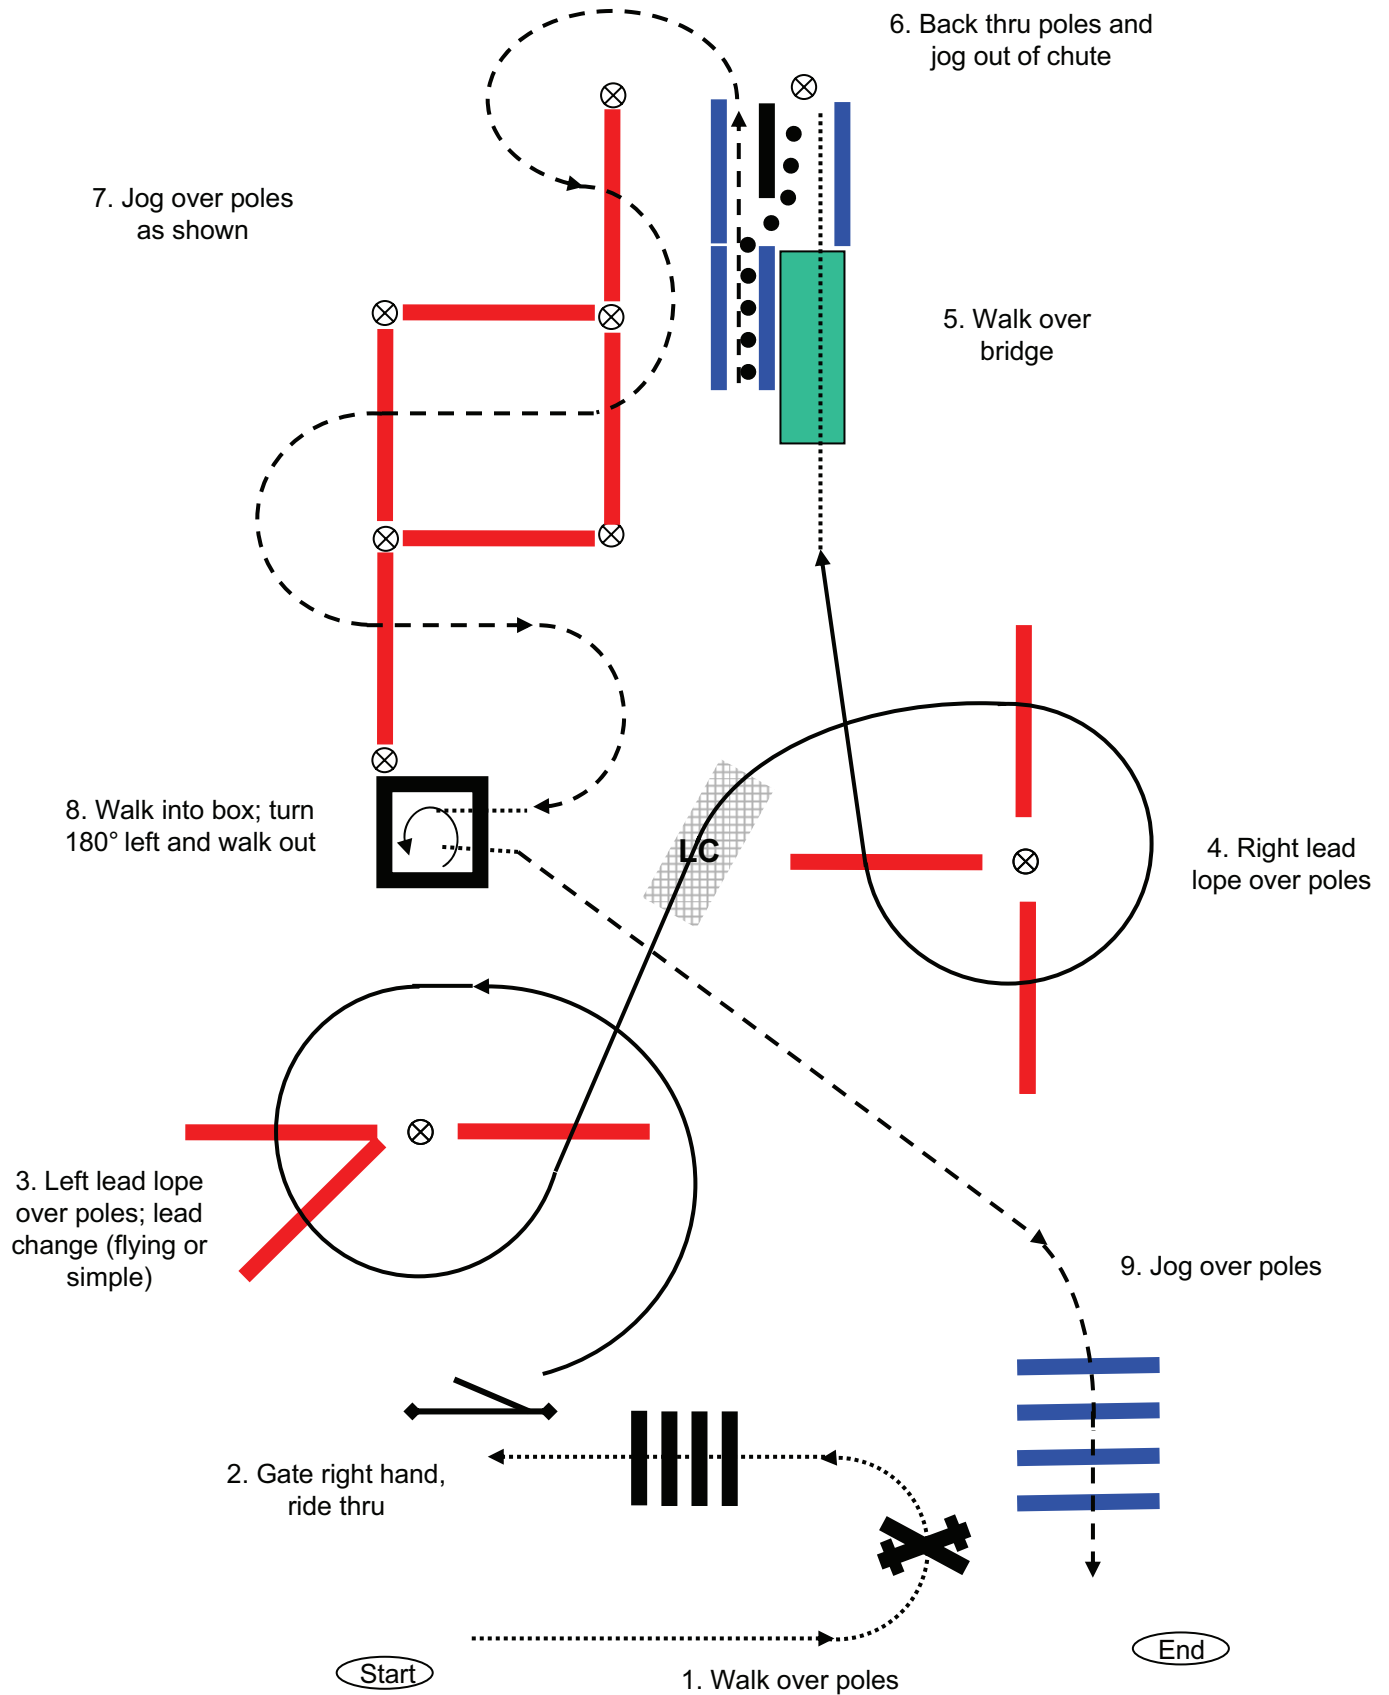 6. Back thru poles and
jog out of chute
7. Jog over poles
as shown
5. Walk over
bridge
8. Walk into box; turn
180° left and walk out
LC
4. Right lead
lope over poles
3. Left lead lope
over poles; lead
change (flying or
simple)
9. Jog over poles
2. Gate right hand,
ride thru
Start
1. Walk over poles
End